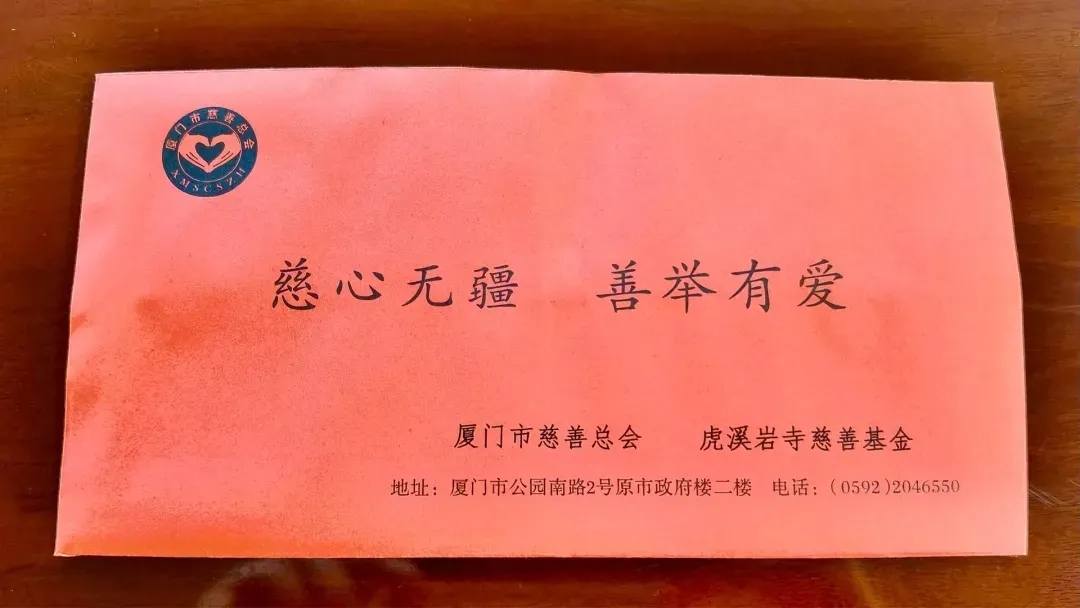 厦门市慈善总会
XMSCSZH
慈心无疆 善举有爱
厦门市慈善总会 虎溪岩寺慈善基金
地址：厦门市公园南路2号原市政府楼二楼 电话：(0592)2046550